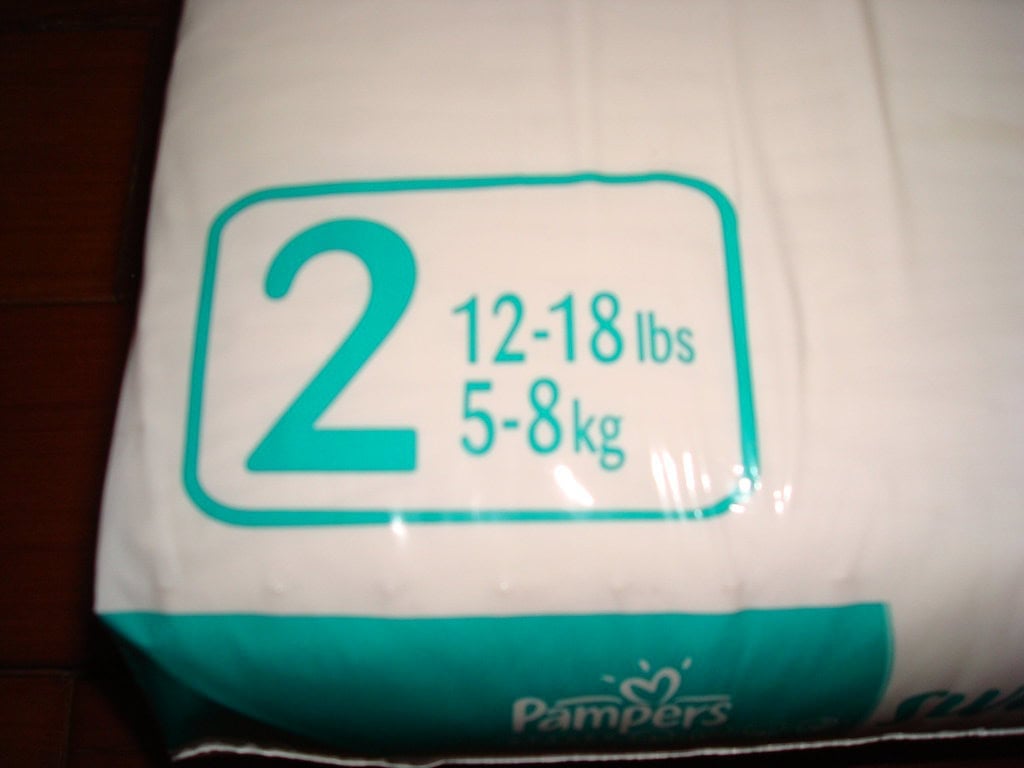 2
12-18 lbs
5-8 kg
Pampers